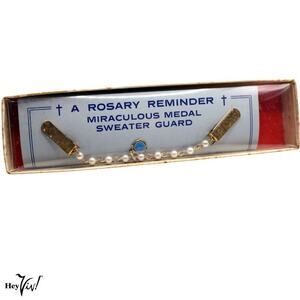 † A ROSARY REMINDER †
MIRACULOUS MEDAL
SWEATER GUARD
Hey Viv!